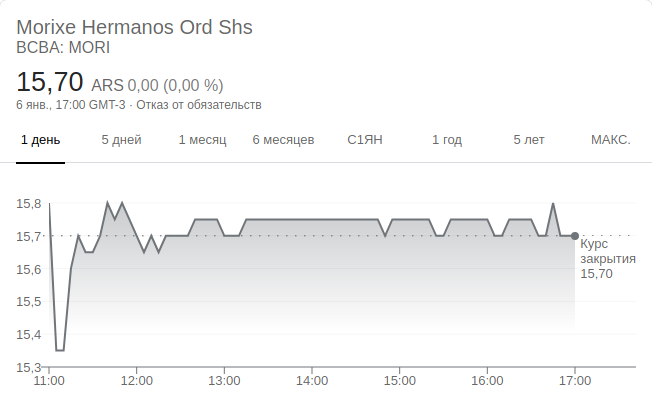 Morixe Hermanos Ord Shs
BCBA: MORI
15,70 ARS 0,00 (0,00 %)
6 янв., 17:00 GMT-3 · Отказ от обязательств
1 день 5 дней 1 месяц 6 месяцев С1ЯН 1 год 5 лет МАКС.
15,8
15,7
Курс
закрытия
15,70
15,6
15,5
15,4
15,3
11:00 12:00 13:00 14:00 15:00 16:00 17:00